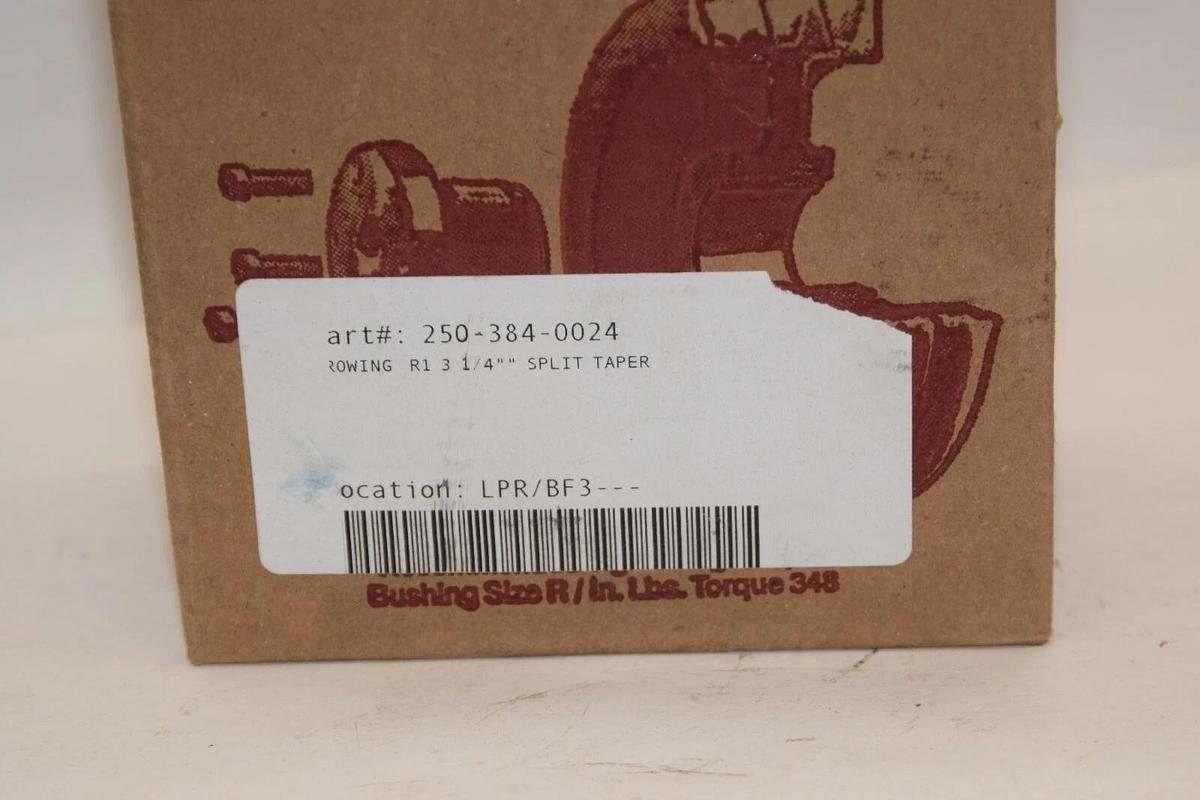 art#: 250-384-0024
ROWING R1 3 1/4"" SPLIT TAPER
ocation: LPR/BF3---
Bushing Size R / In. Lbs. Torque 348